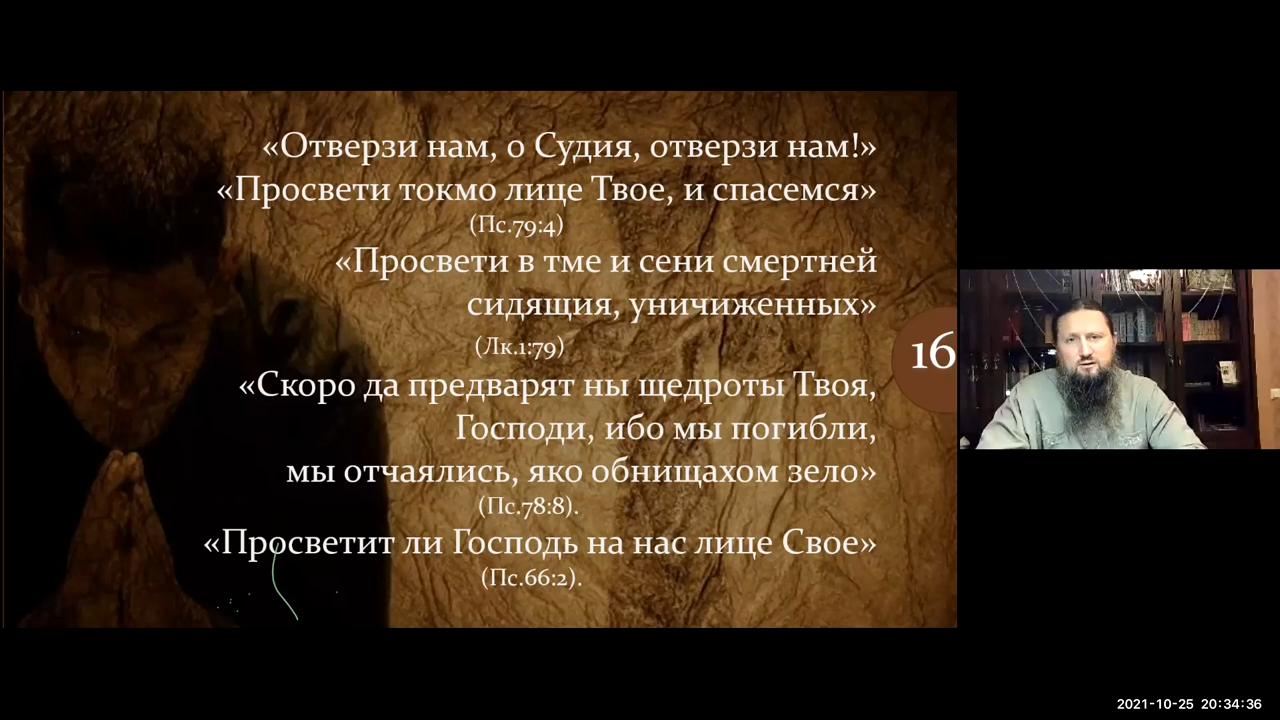 «Отверзи нам, о Судия, отверзи нам!»
«Просвети токмо лице Твое, и спасемся»
(Пс.79:4)
«Просвети в тме и сени смертней
сидящия, уничиженных»
(Лк.1:79)
«Скоро да предварят ны щедроты Твоя,
Господи, ибо мы погибли,
мы отчаялись, яко обнищахом зело»
(Пс.78:8).
«Просветит ли Господь на нас лице Свое»
(Пс.66:2).
16
2021-10-25 20:34:36